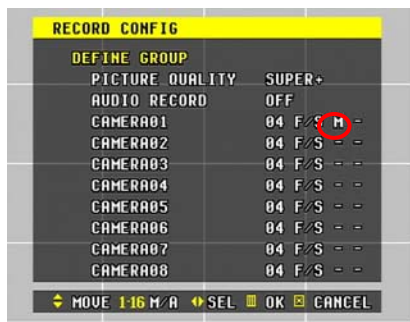 RECORD CONFIG
DEFINE GROUP
PICTURE QUALITY SUPER+
AUDIO RECORD OFF
CAMERA01 04 F/S M -
CAMERA02 04 F/S - -
CAMERA03 04 F/S - -
CAMERA04 04 F/S - -
CAMERA05 04 F/S - -
CAMERA06 04 F/S - -
CAMERA07 04 F/S - -
CAMERA08 04 F/S - -
MOVE 1-16 M/A SEL OK CANCEL